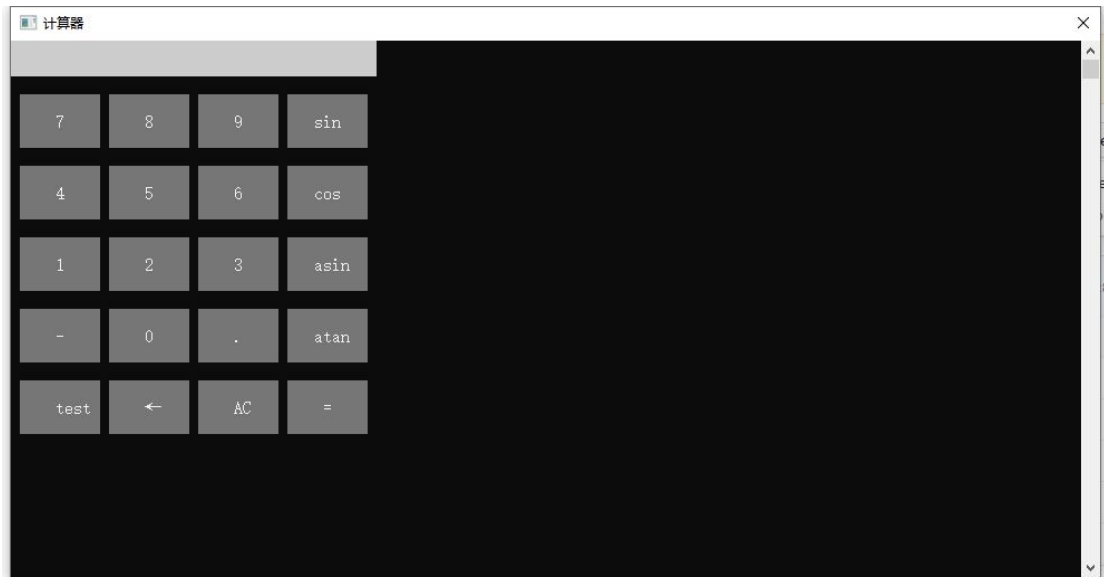 计算器
7 8 9 sin
4 5 6 cos
1 2 3 asin
- 0 . atan
test ← AC =